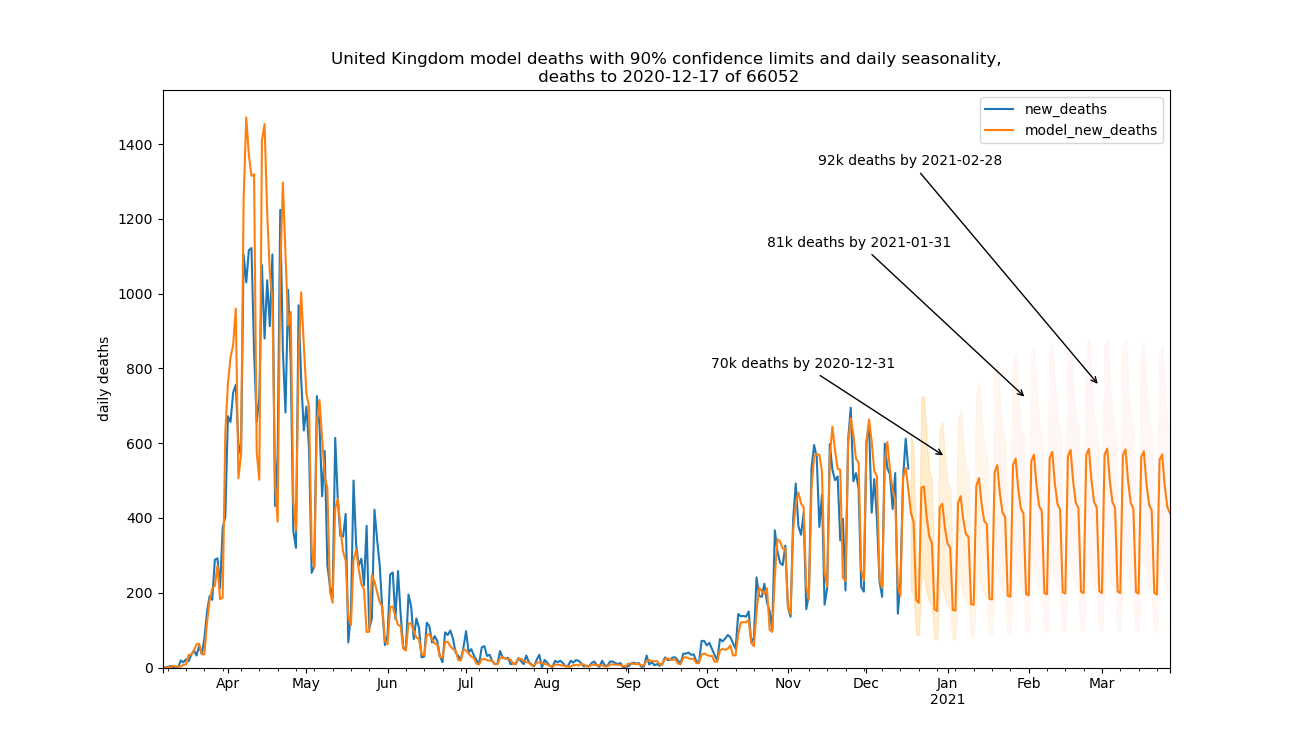 United Kingdom model deaths with 90% confidence limits and daily seasonality,
deaths to 2020-12-17 of 66052
new_deaths
model_new_deaths
92k deaths by 2021-02-28
81k deaths by 2021-01-31
70k deaths by 2020-12-31
daily deaths
1400
1200
1000
800
600
400
200
0
Apr May Jun Jul Aug Sep Oct Nov Dec Jan Feb Mar
2021